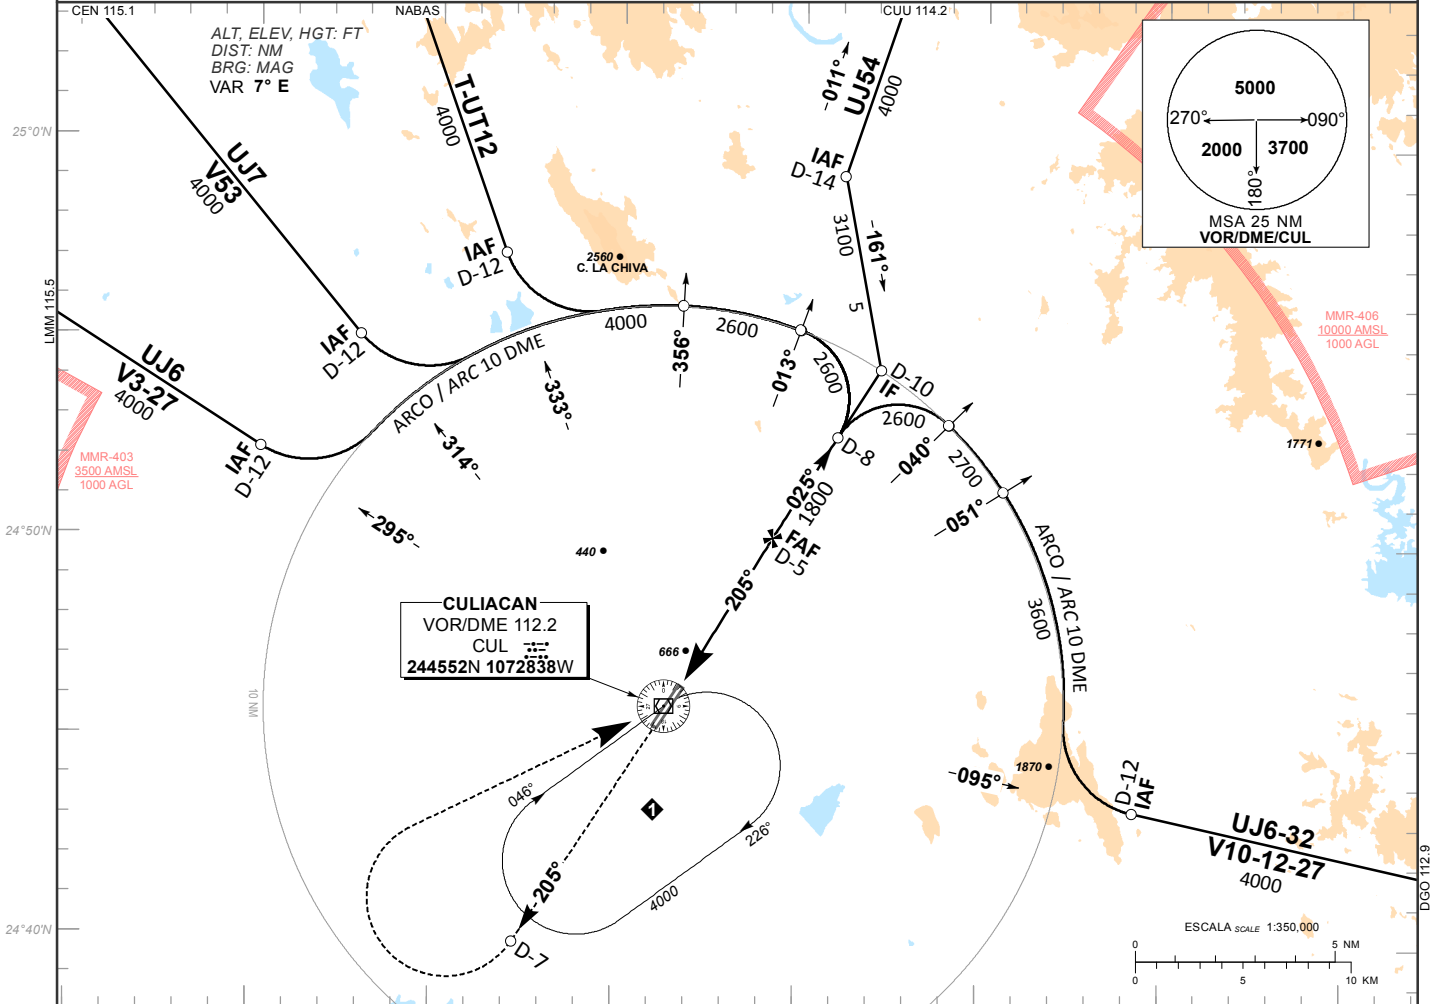 CEN 115.1
NABAS
CUU 114.2
ALT, ELEV, HGT: FT
DIST: NM
BRG: MAG
VAR 7° E
25°0'N
24°50'N
24°40'N
LMM 115.5
DGO 112.9
UJ7
V53
4000
T-UT12
4000
-011°-
UJ54
4000
IAF
D-14
3100
-161°-
5
5000
270°
090°
2000
3700
180°
MSA 25 NM
VOR/DME/CUL
MMR-406
10000 AMSL
1000 AGL
1771
IAF
D-12
2560
C. LA CHIVA
IAF
D-12
UJ6
V3-27
4000
IAF
D-12
MMR-403
3500 AMSL
1000 AGL
ARCO / ARC 10 DME
4000
-356°-
2600
-013°-
2600
D-10
IF
2600
D-8
-040°-
2700
-051°-
-333°-
-314°-
-295°-
440
025°
1800
FAF
D-5
205°
ARCO / ARC 10 DME
3600
CULIACAN
VOR/DME 112.2
CUL
244552N 1072838W
666
10 NM
046°
1
226°
4000
205°
D-7
-095°-
1870
D-12
IAF
UJ6-32
V10-12-27
4000
ESCALA SCALE 1:350,000
0
5 NM
0
5
10 KM